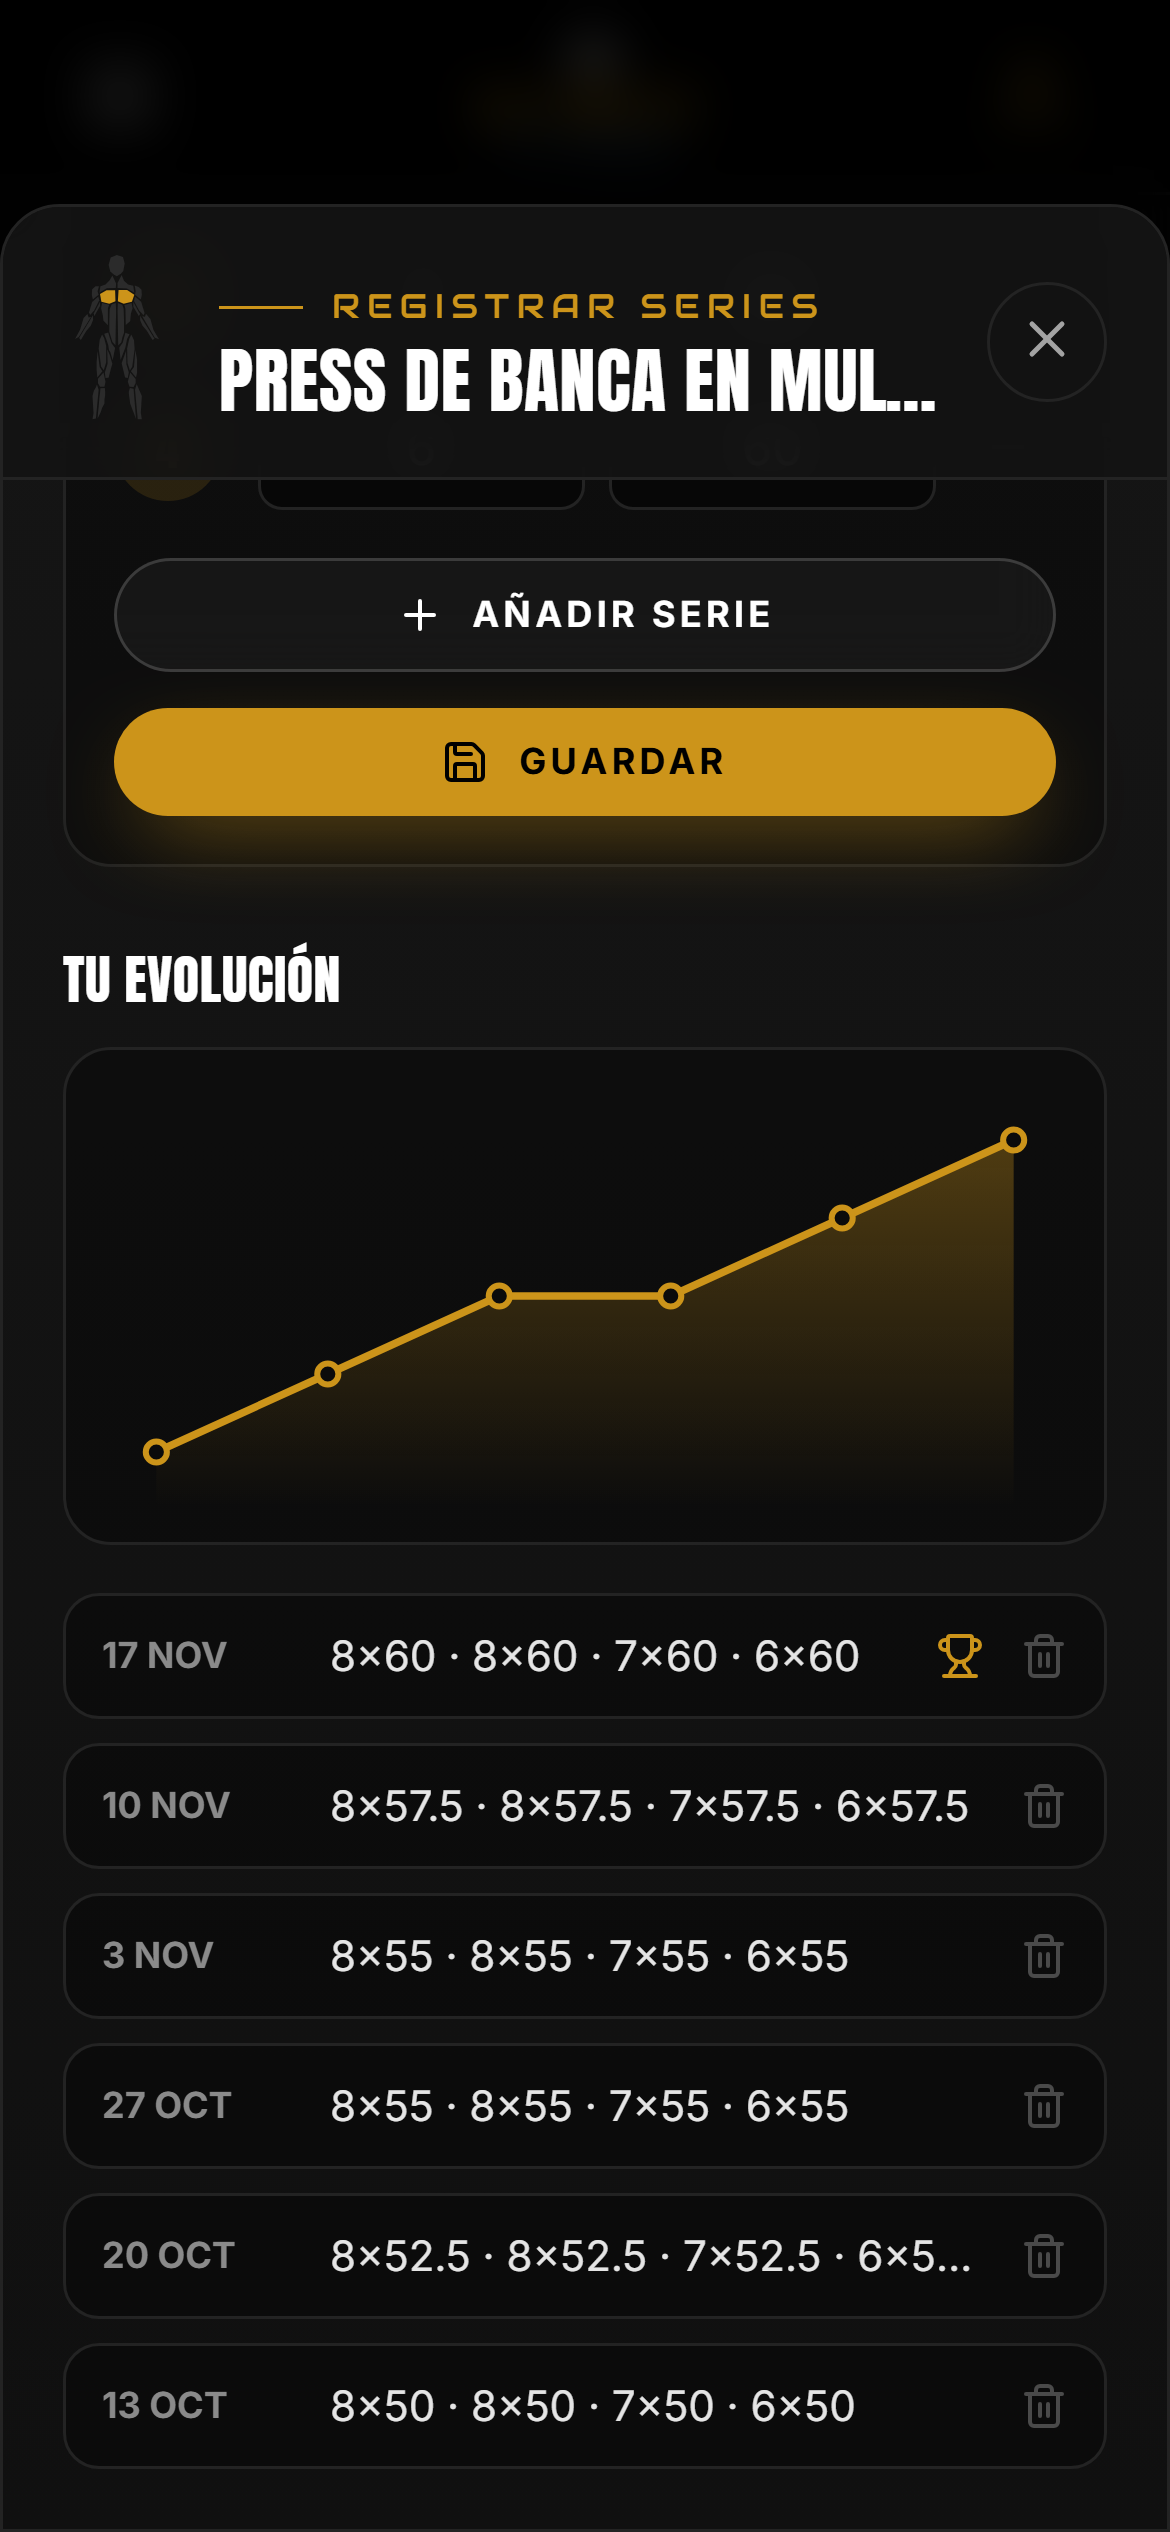 REGISTRAR SERIES
PRESS DE BANCA EN MUL...
AÑADIR SERIE
GUARDAR
TU EVOLUCIÓN
17 NOV 8×60 · 8×60 · 7×60 · 6×60
10 NOV 8×57.5 · 8×57.5 · 7×57.5 · 6×57.5
3 NOV 8×55 · 8×55 · 7×55 · 6×55
27 OCT 8×55 · 8×55 · 7×55 · 6×55
20 OCT 8×52.5 · 8×52.5 · 7×52.5 · 6×5...
13 OCT 8×50 · 8×50 · 7×50 · 6×50